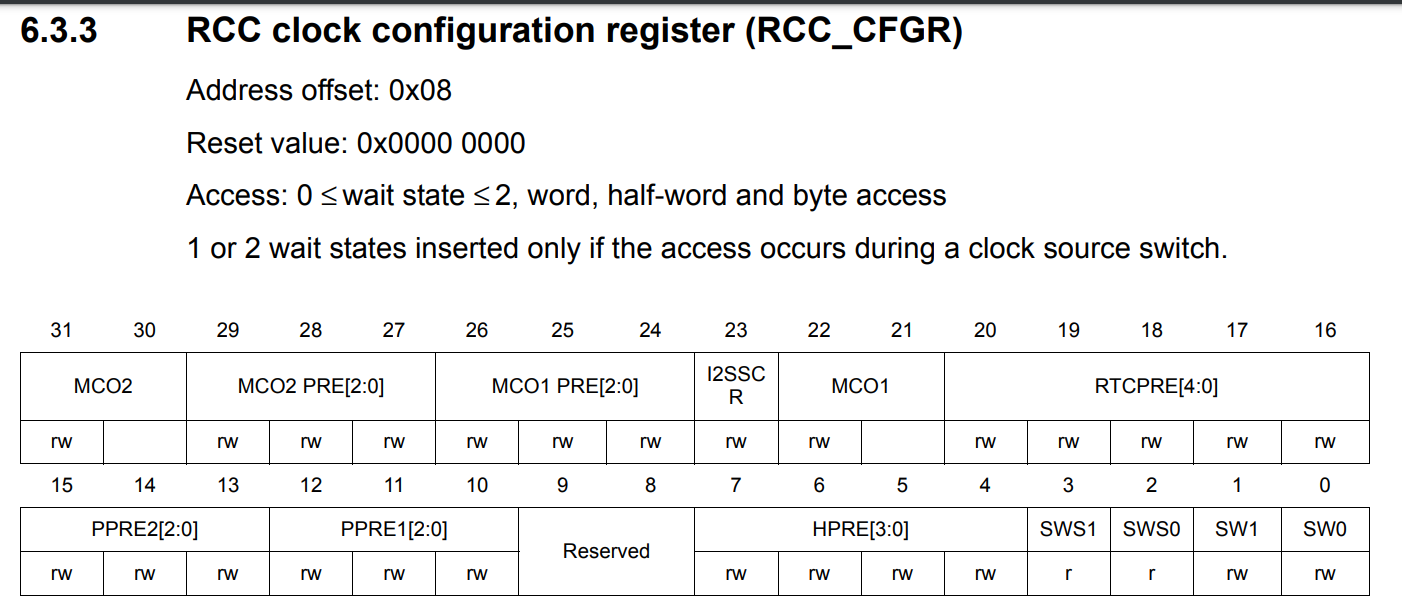 6.3.3 RCC clock configuration register (RCC_CFGR)
Address offset: 0x08
Reset value: 0x0000 0000
Access: 0 ≤ wait state ≤ 2, word, half-word and byte access
1 or 2 wait states inserted only if the access occurs during a clock source switch.
31 30 29 28 27 26 25 24 23 22 21 20 19 18 17 16
MCO2 MCO2 PRE[2:0] MCO1 PRE[2:0] I2SSC
R MCO1 RTCPRE[4:0]
rw rw rw rw rw rw rw rw rw rw rw rw rw rw
15 14 13 12 11 10 9 8 7 6 5 4 3 2 1 0
PPRE2[2:0] PPRE1[2:0] Reserved HPRE[3:0] SWS1 SWS0 SW1 SW0
rw rw rw rw rw rw rw rw rw rw r r rw rw